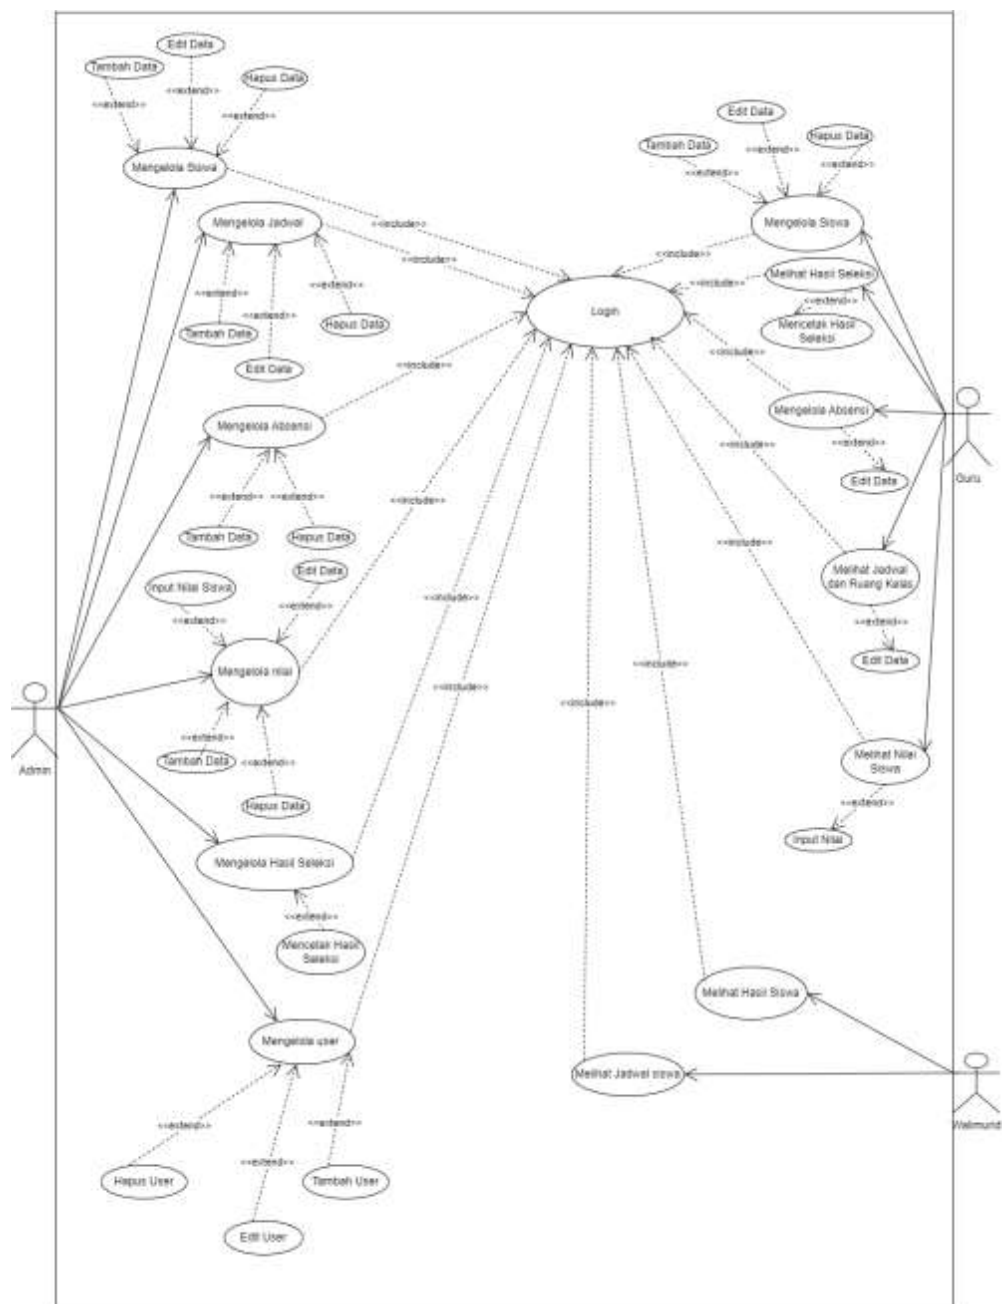 Edit Data
Tambah Data
Hapus Data
<<extend>>
<<extend>>
<<extend>>
Mengelola Siswa
Edit Data
Tambah Data
Hapus Data
<<extend>>
<<extend>>
<<extend>>
Mengelola Siswa
Mengelola Jadwal
<<include>>
<<include>>
<<include>>
<<extend>>
<<extend>>
<<extend>>
Tambah Data
Edit Data
Hapus Data
Login
Melihat Hasil Seleksi
<<include>>
<<extend>>
Mencetak Hasil
Seleksi
Mengelola Absensi
<<include>>
<<extend>>
<<extend>>
Tambah Data
Hapus Data
<<include>>
Mengelola Absensi
<<extend>>
Edit Data
Guru
Edit Data
Input Nilai Siswa
<<extend>>
<<extend>>
<<include>>
Mengelola nilai
<<extend>>
<<extend>>
Tambah Data
Hapus Data
Admin
<<include>>
<<include>>
Melihat Jadwal
dan Ruang Kelas
<<extend>>
Edit Data
Melihat Nilai
Siswa
<<extend>>
Input Nilai
<<include>>
<<include>>
<<include>>
<<include>>
Mengelola Hasil Seleksi
<<extend>>
Mencetak Hasil
Seleksi
Mengelola user
<<extend>>
<<extend>>
<<extend>>
Hapus User
Edit User
Tambah User
Melihat Hasil Siswa
Melihat Jadwal siswa
Walimurid